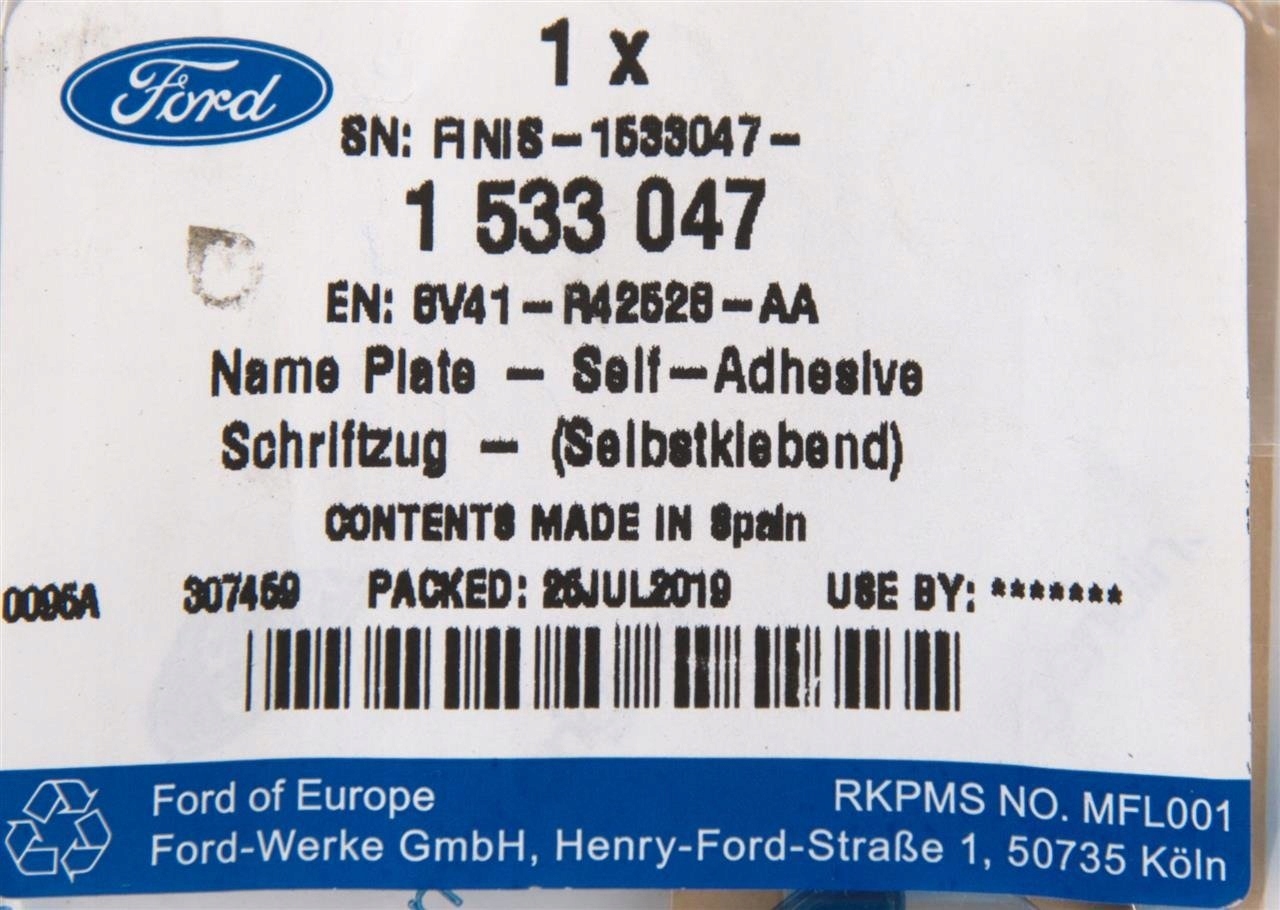 Ford
1 x
SN: FINIS-1533047-
1 533 047
EN: 8V41-R42528-AA
Name Plate - Self-Adhesive
Schriftzug - (Selbstklebend)
CONTENTS MADE IN Spain
0095A 307459 PACKED: 25JUL2019 USE BY: *******
Ford of Europe RKPMS NO. MFL001
Ford-Werke GmbH, Henry-Ford-Straße 1, 50735 Köln